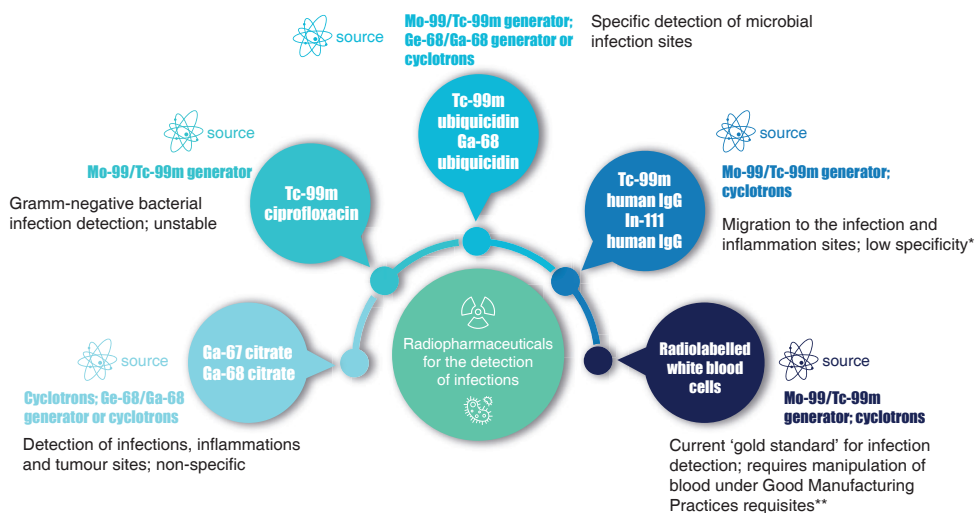 source
Mo-99/Tc-99m generator;
Ge-68/Ga-68 generator or
cyclotrons
Specific detection of microbial
infection sites
Tc-99m
ubiquicidin
Ga-68
ubiquicidin
source
Mo-99/Tc-99m generator
Gramm-negative bacterial
infection detection; unstable
Tc-99m
ciprofloxacin
source
Mo-99/Tc-99m generator;
cyclotrons
Migration to the infection and
inflammation sites; low specificity*
Tc-99m
human IgG
In-111
human IgG
source
Cyclotrons; Ge-68/Ga-68
generator or cyclotrons
Detection of infections, inflammations
and tumour sites; non-specific
Ga-67 citrate
Ga-68 citrate
Radiopharmaceuticals
for the detection
of infections
Radiolabelled
white blood
cells
source
Mo-99/Tc-99m
generator; cyclotrons
Current ‘gold standard’ for infection
detection; requires manipulation of
blood under Good Manufacturing
Practices requisites**